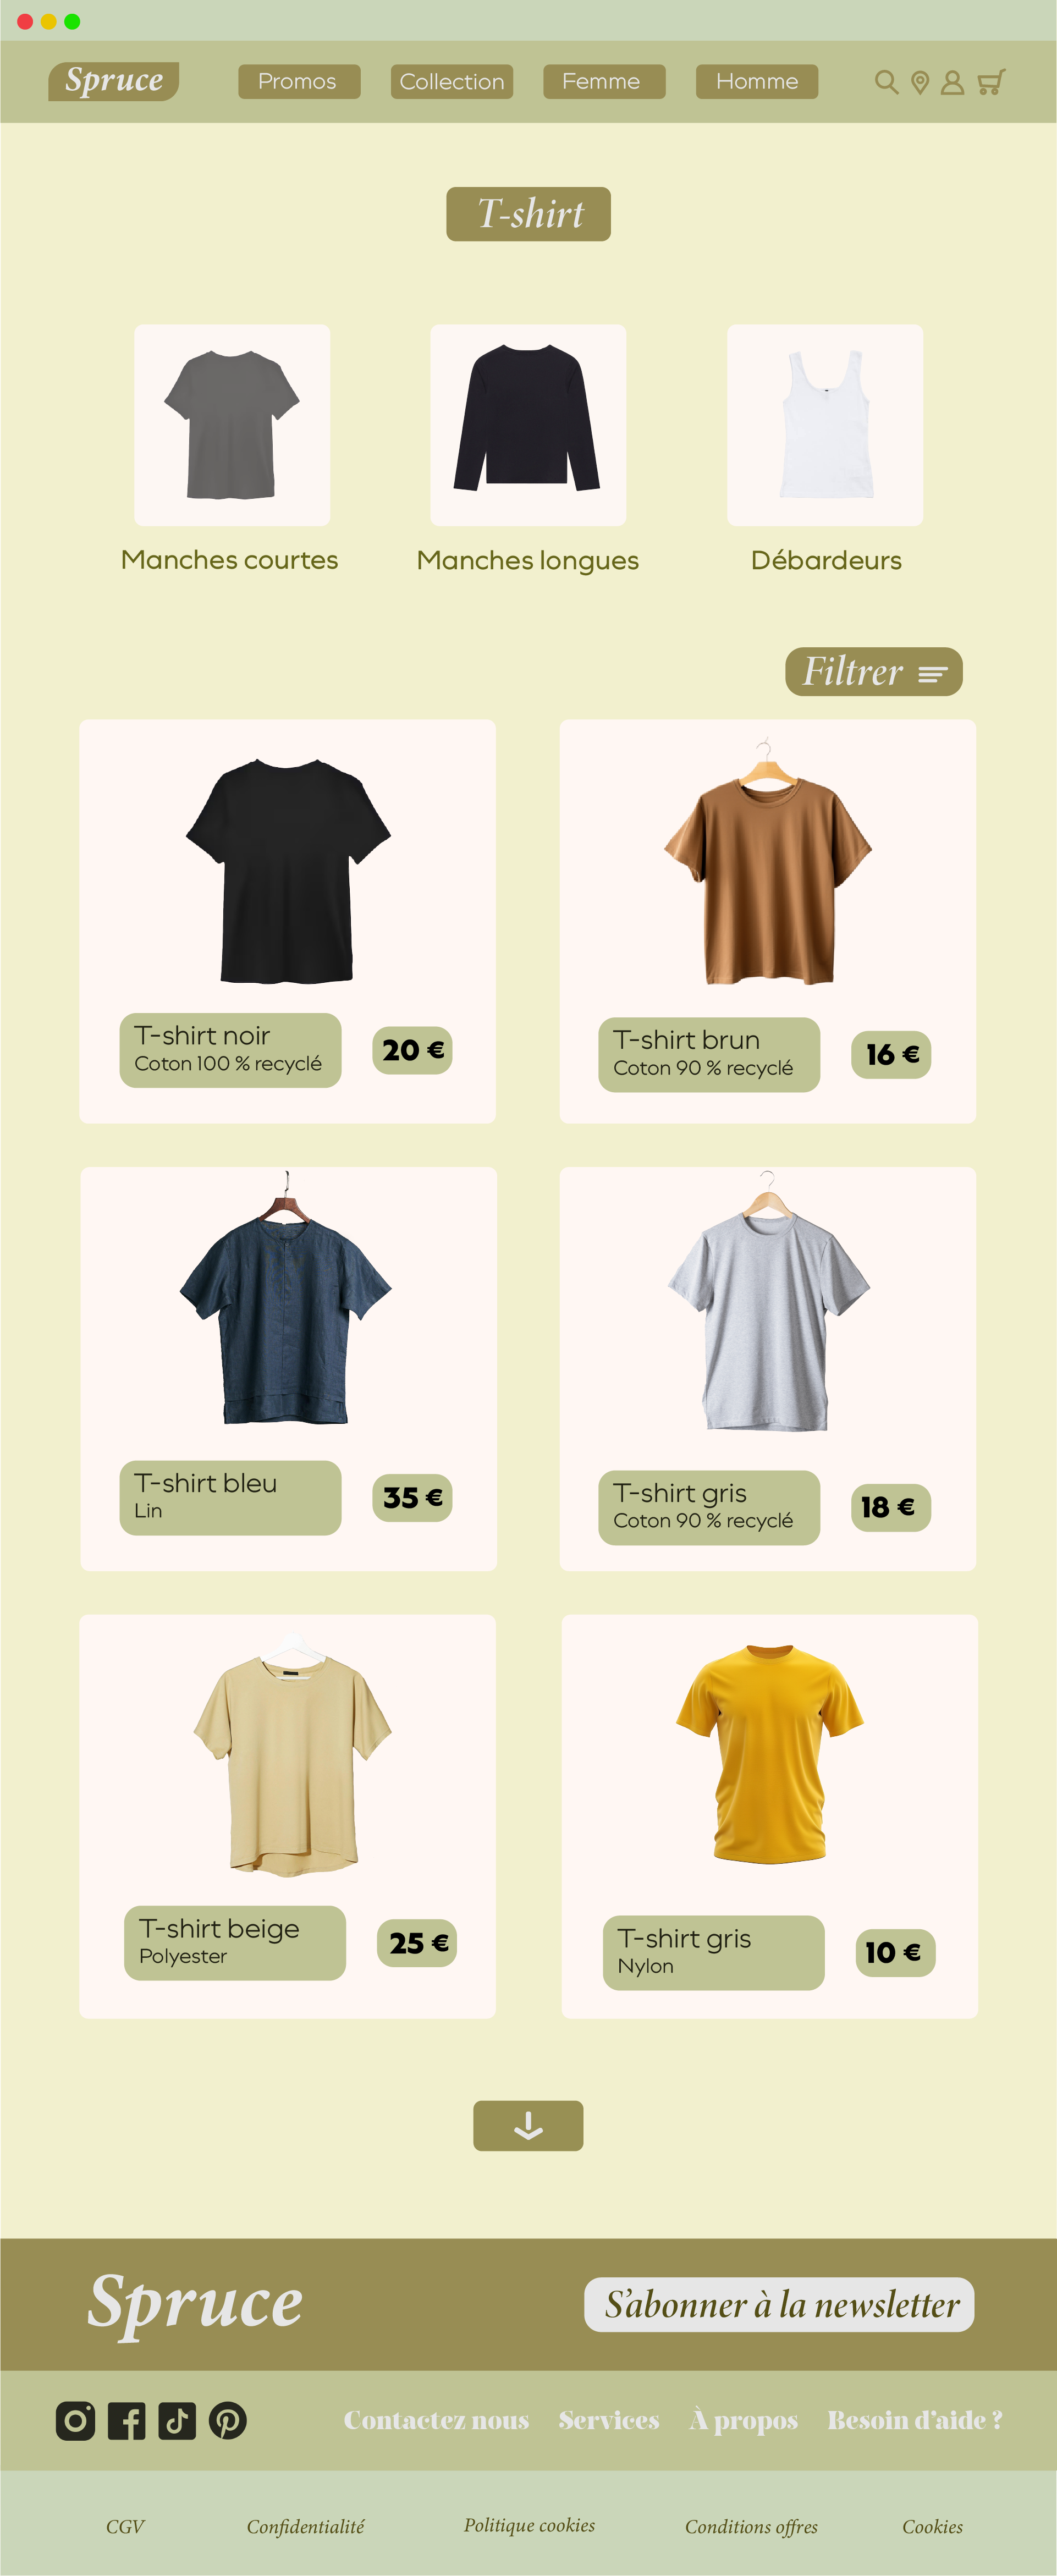 Spruce
Promos
Collection
Femme
Homme
T-shirt
Manches courtes
Manches longues
Débardeurs
Filtrer
T-shirt noir
Coton 100 % recyclé
20 €
T-shirt brun
Coton 90 % recyclé
16 €
T-shirt bleu
Lin
35 €
T-shirt gris
Coton 90 % recyclé
18 €
T-shirt beige
Polyester
25 €
T-shirt gris
Nylon
10 €
Spruce
S'abonner à la newsletter
Contactez nous
Services
À propos
Besoin d'aide ?
CGV
Confidentialité
Politique cookies
Conditions offres
Cookies